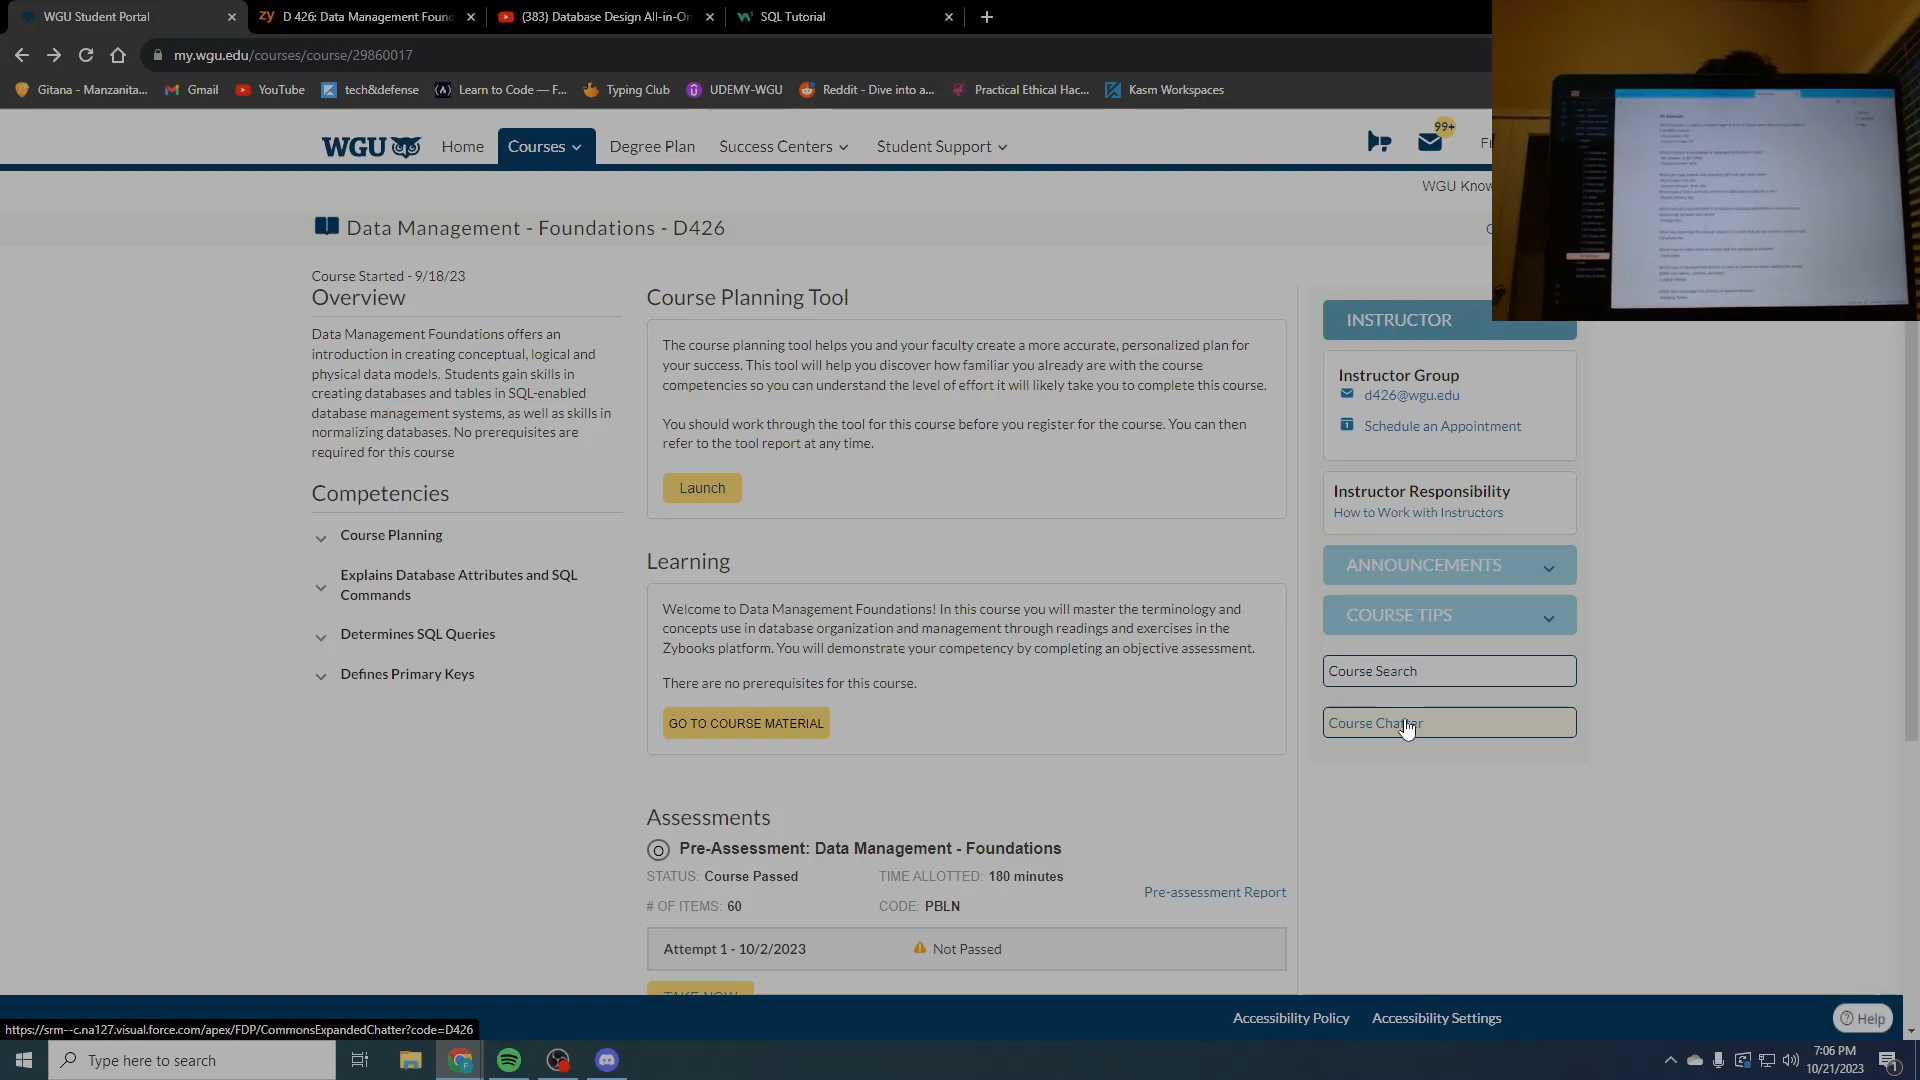 WGU Student Portal
D 426: Data Management Found
(383) Database Design All-in-On
SQL Tutorial
my.wgu.edu/courses/course/29860017
Gitana - Manzanita...
Gmail
YouTube
tech&defense
Learn to Code — F...
Typing Club
UDEMY-WGU
Reddit - Dive into a...
Practical Ethical Hac...
Kasm Workspaces
WGU
Home
Courses
Degree Plan
Success Centers
Student Support
99+
WGU Know
Data Management - Foundations - D426
Course Started - 9/18/23
Overview
Data Management Foundations offers an
introduction in creating conceptual, logical and
physical data models. Students gain skills in
creating databases and tables in SQL-enabled
database management systems, as well as skills in
normalizing databases. No prerequisites are
required for this course
Competencies
Course Planning
Explains Database Attributes and SQL
Commands
Determines SQL Queries
Defines Primary Keys
Course Planning Tool
The course planning tool helps you and your faculty create a more accurate, personalized plan for
your success. This tool will help you discover how familiar you already are with the course
competencies so you can understand the level of effort it will likely take you to complete this course.
You should work through the tool for this course before you register for the course. You can then
refer to the tool report at any time.
Launch
Learning
Welcome to Data Management Foundations! In this course you will master the terminology and
concepts use in database organization and management through readings and exercises in the
Zybooks platform. You will demonstrate your competency by completing an objective assessment.
There are no prerequisites for this course.
GO TO COURSE MATERIAL
Assessments
Pre-Assessment: Data Management - Foundations
STATUS: Course Passed
TIME ALLOTTED: 180 minutes
Pre-assessment Report
# OF ITEMS: 60
CODE: PBLN
Attempt 1 - 10/2/2023
Not Passed
TAKE NOW
INSTRUCTOR
Instructor Group
d426@wgu.edu
Schedule an Appointment
Instructor Responsibility
How to Work with Instructors
ANNOUNCEMENTS
COURSE TIPS
Course Search
Course Chatter
Accessibility Policy
Accessibility Settings
Help
https://srm--c.na127.visual.force.com/apex/FDP/CommonsExpandedChatter?code=D426
Type here to search
7:06 PM
10/21/2023